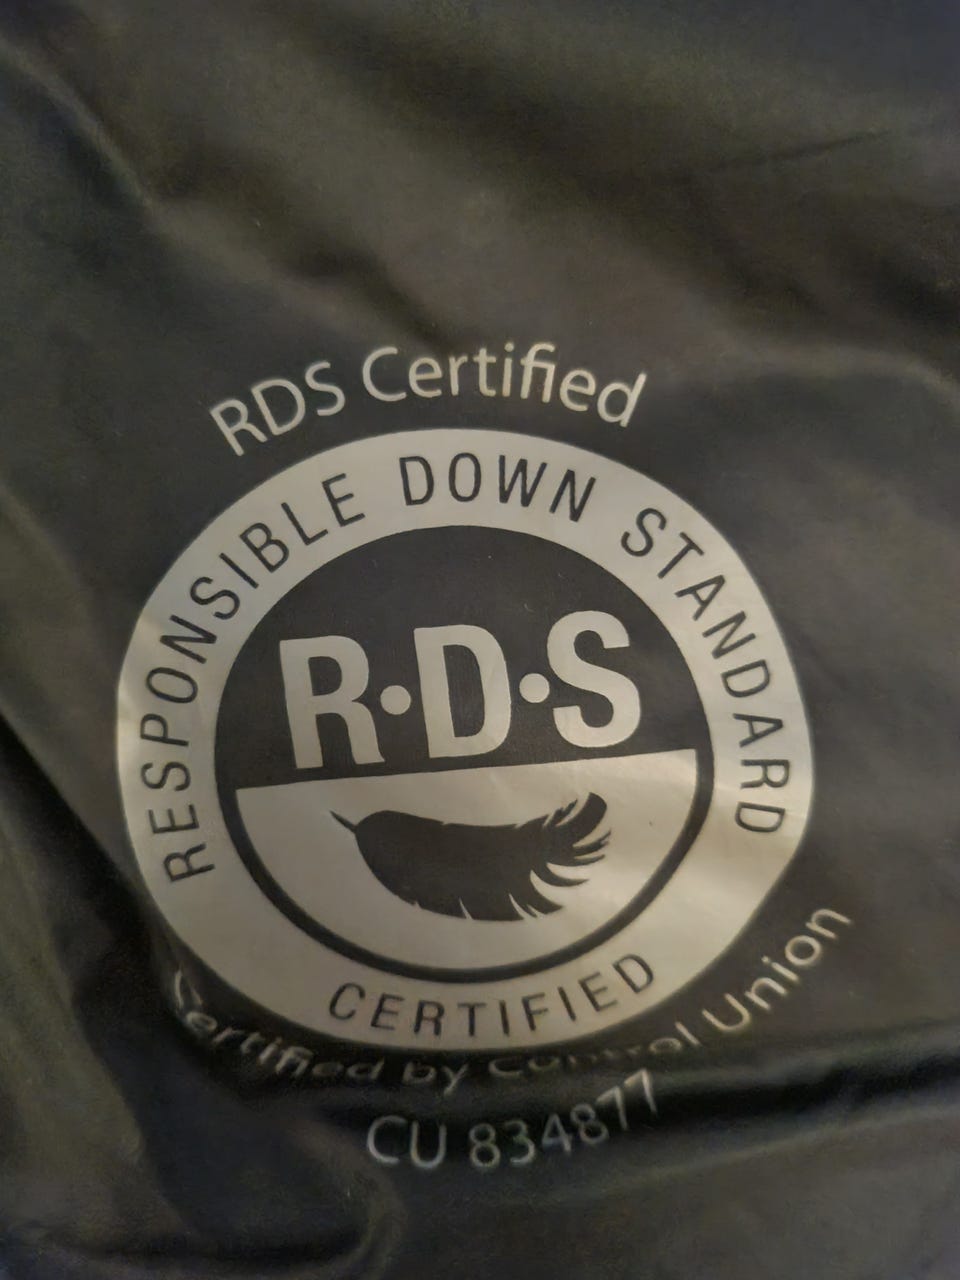 RDS Certified
RESPONSIBLE DOWN STANDARD
R•D•S
CERTIFIED
Certified by Control Union
CU 834877